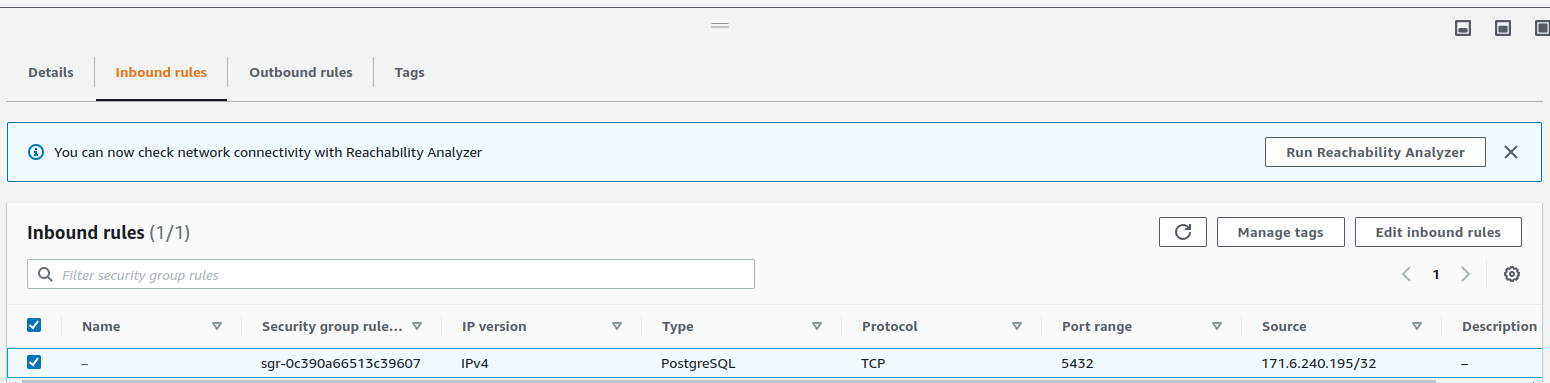 Details Inbound rules Outbound rules Tags
You can now check network connectivity with Reachability Analyzer Run Reachability Analyzer
Inbound rules (1/1) Manage tags Edit inbound rules
Filter security group rules 1
Name Security group rule... IP version Type Protocol Port range Source Description
– sgr-0c390a66513c39607 IPv4 PostgreSQL TCP 5432 171.6.240.195/32 –